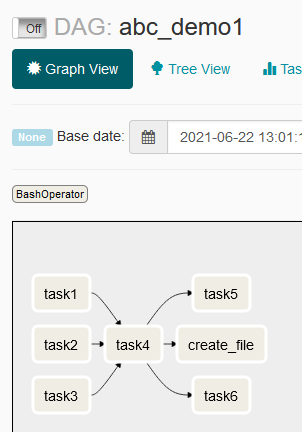 Off DAG: abc_demo1
Graph View Tree View Tas
None Base date: 2021-06-22 13:01:1
BashOperator
task1 task5
task2 task4 create_file
task3 task6